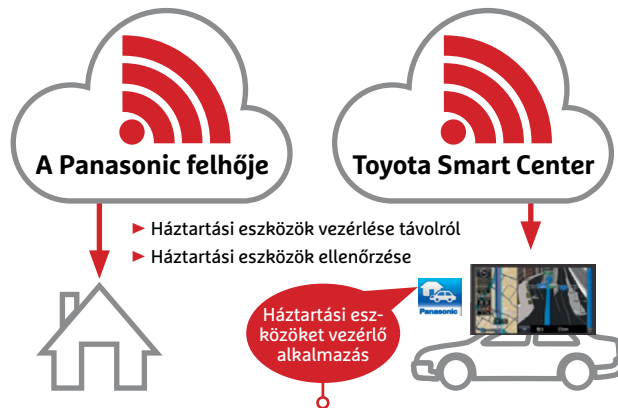 A Panasonic felhője
Toyota Smart Center
► Háztartási eszközök vezérlése távolról
► Háztartási eszközök ellenőrzése
Panasonic
Háztartási esz-
közöket vezérlő
alkalmazás